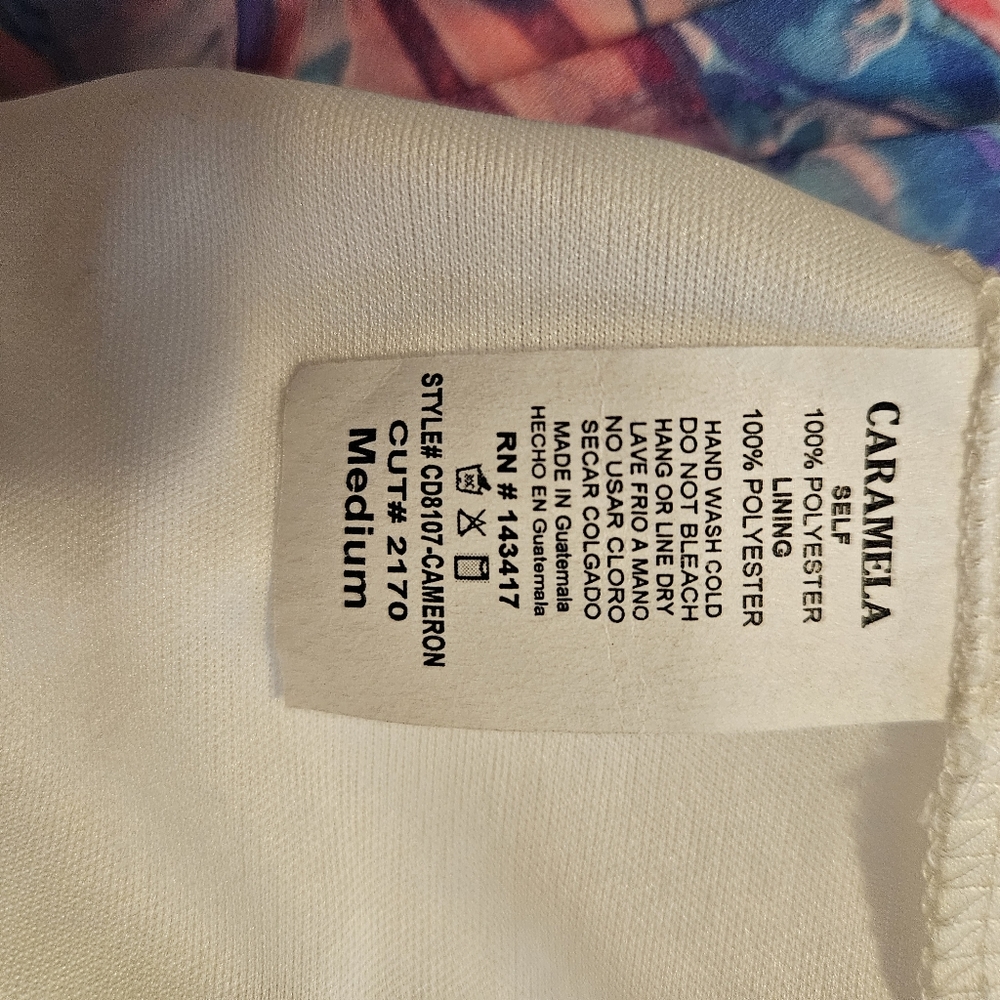 CARAMELA
SELF
100% POLYESTER
LINING
100% POLYESTER
HAND WASH COLD
DO NOT BLEACH
HANG OR LINE DRY
LAVE FRIO A MANO
NO USAR CLORO
SECAR COLGADO
MADE IN Guatemala
HECHO EN Guatemala
RN # 143417
STYLE# CD8107-CAMERON
CUT# 2170
Medium